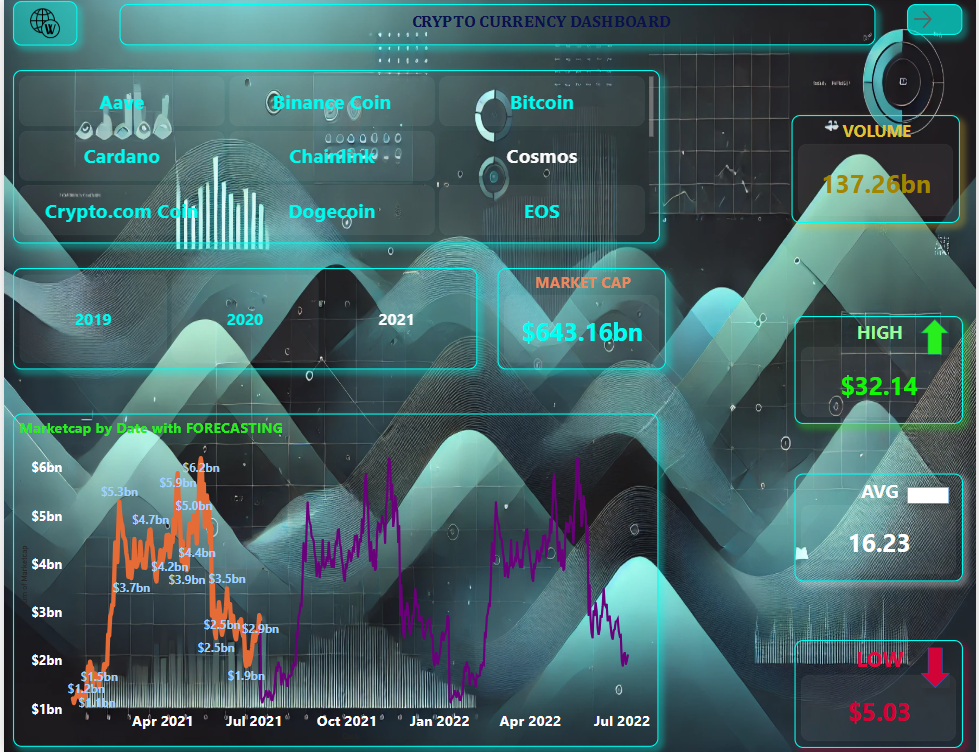 W
CRYPTO CURRENCY DASHBOARD
Aave
Binance Coin
Bitcoin
Cardano
Chainlink
Cosmos
Crypto.com Coin
Dogecoin
EOS
VOLUME
137.26bn
2019
2020
2021
MARKET CAP
$643.16bn
HIGH
$32.14
Marketcap by Date with FORECASTING
$6bn
$5bn
$4bn
$3bn
$2bn
$1bn
$6.2bn
$5.9bn
$5.3bn
$5.0bn
$4.7bn
$4.4bn
$4.2bn
$3.9bn
$3.5bn
$3.7bn
$2.5bn
$2.9bn
$2.5bn
$1.9bn
$1.5bn
$1.2bn
$1.1bn
Apr 2021
Jul 2021
Oct 2021
Jan 2022
Apr 2022
Jul 2022
AVG
16.23
LOW
$5.03